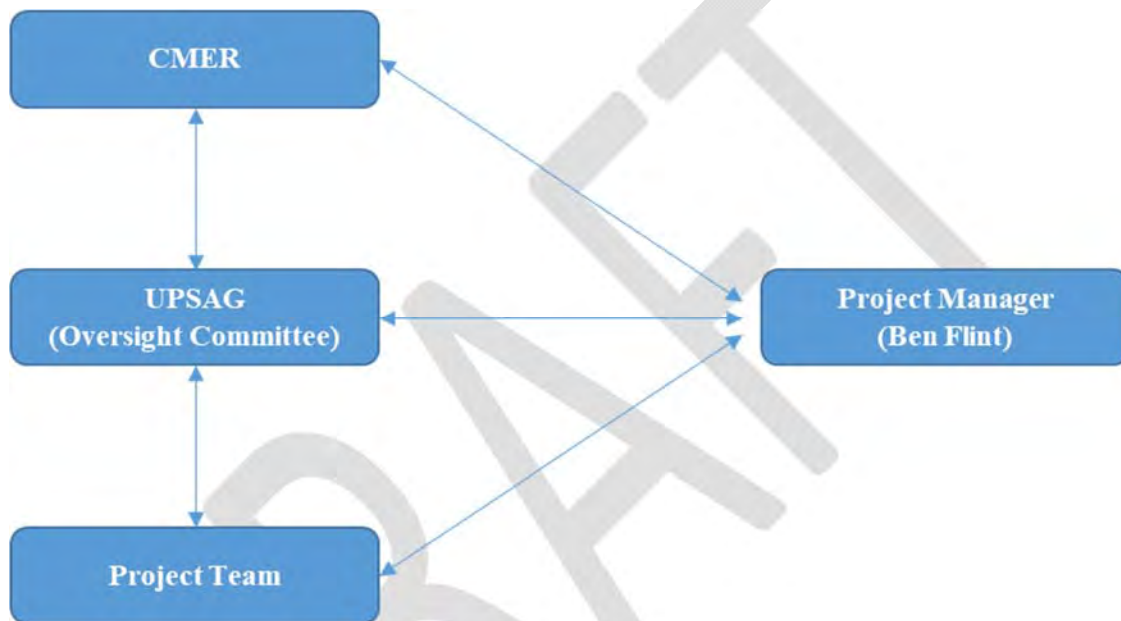 CMER
UPSAG
(Oversight Committee)
Project Manager
(Ben Flint)
Project Team
DRAFT